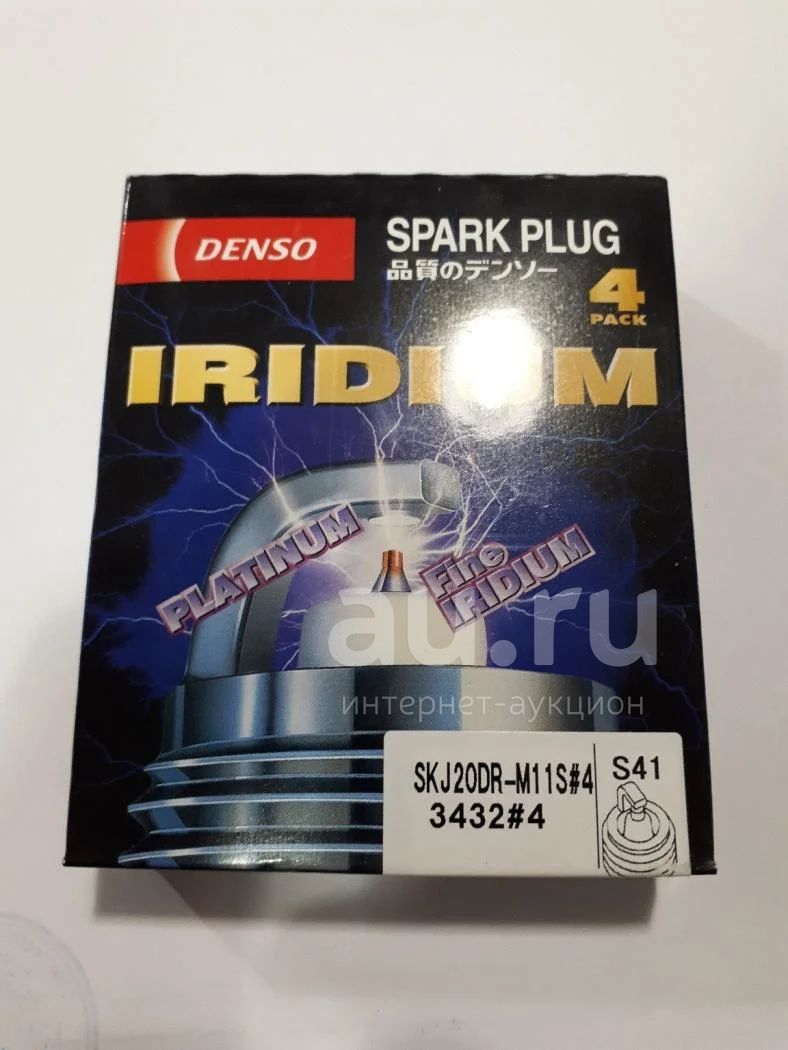 DENSO
SPARK PLUG
品質のデンソー
4
PACK
IRIDIUM
PLATINUM
Fine
IRIDIUM
au.ru
интернет-аукцион
SKJ20DR-M11S#4
3432#4
S41